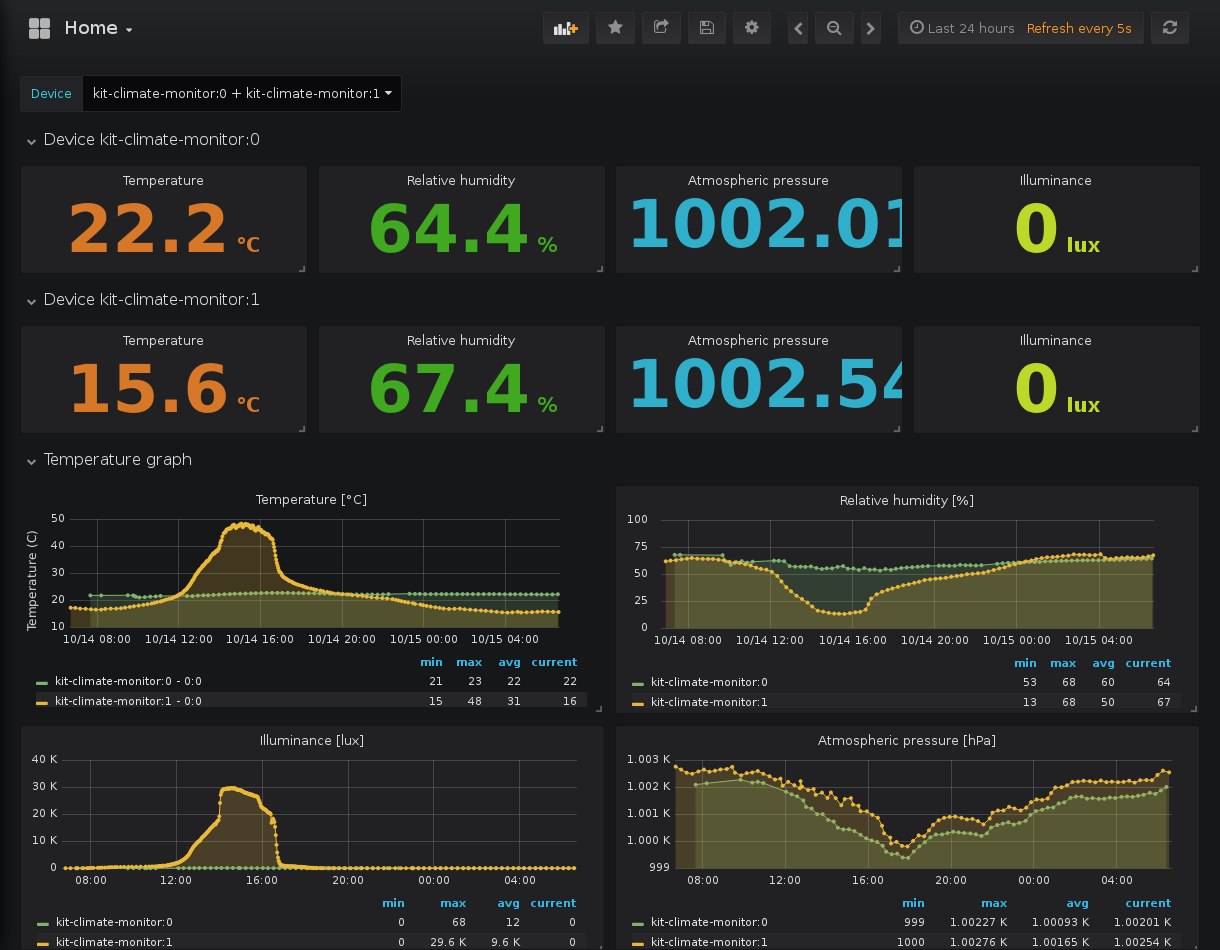 Home
Last 24 hours Refresh every 5s
Device kit-climate-monitor:0 + kit-climate-monitor:1
Device kit-climate-monitor:0
Temperature Relative humidity Atmospheric pressure Illuminance
22.2 °C 64.4 % 1002.01 0 lux
Device kit-climate-monitor:1
Temperature Relative humidity Atmospheric pressure Illuminance
15.6 °C 67.4 % 1002.54 0 lux
Temperature graph
Temperature [°C]
Temperature (C)
50
40
30
20
10
10/14 08:00 10/14 12:00 10/14 16:00 10/14 20:00 10/15 00:00 10/15 04:00
min max avg current
kit-climate-monitor:0 - 0:0 21 23 22 22
kit-climate-monitor:1 - 0:0 15 48 31 16
Relative humidity [%]
100
75
50
25
0
10/14 08:00 10/14 12:00 10/14 16:00 10/14 20:00 10/15 00:00 10/15 04:00
min max avg current
kit-climate-monitor:0 53 68 60 64
kit-climate-monitor:1 13 68 50 67
Illuminance [lux]
40 K
30 K
20 K
10 K
0
08:00 12:00 16:00 20:00 00:00 04:00
min max avg current
kit-climate-monitor:0 0 68 12 0
kit-climate-monitor:1 0 29.6 K 9.6 K 0
Atmospheric pressure [hPa]
1.003 K
1.002 K
1.001 K
1.000 K
999
08:00 12:00 16:00 20:00 00:00 04:00
min max avg current
kit-climate-monitor:0 999 1.00227 K 1.00093 K 1.00201 K
kit-climate-monitor:1 1000 1.00276 K 1.00165 K 1.00254 K